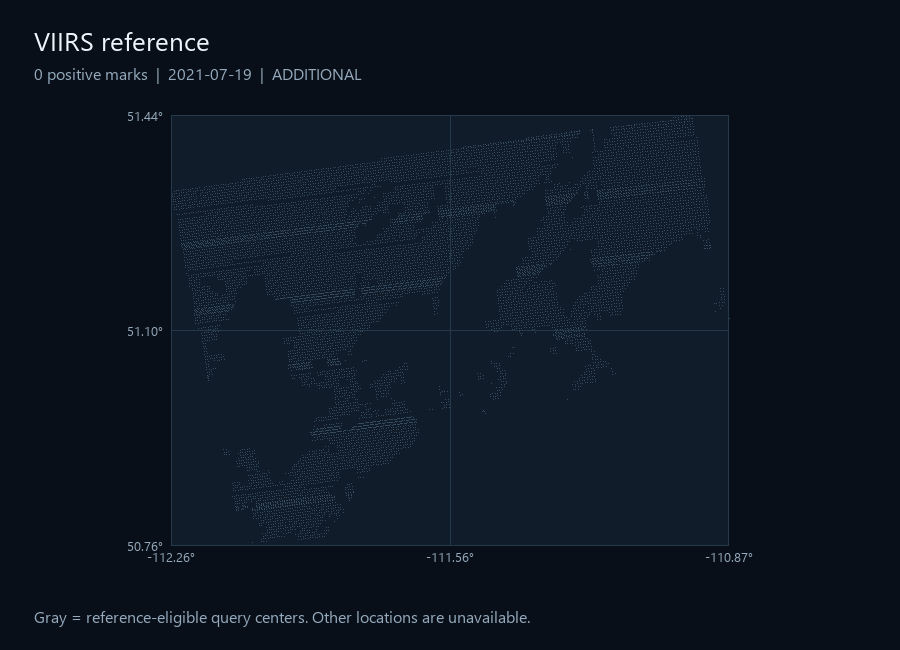 VIIRS reference
0 positive marks | 2021-07-19 | ADDITIONAL
51.44°
51.10°
50.76°
-112.26°
-111.56°
-110.87°
Gray = reference-eligible query centers. Other locations are unavailable.